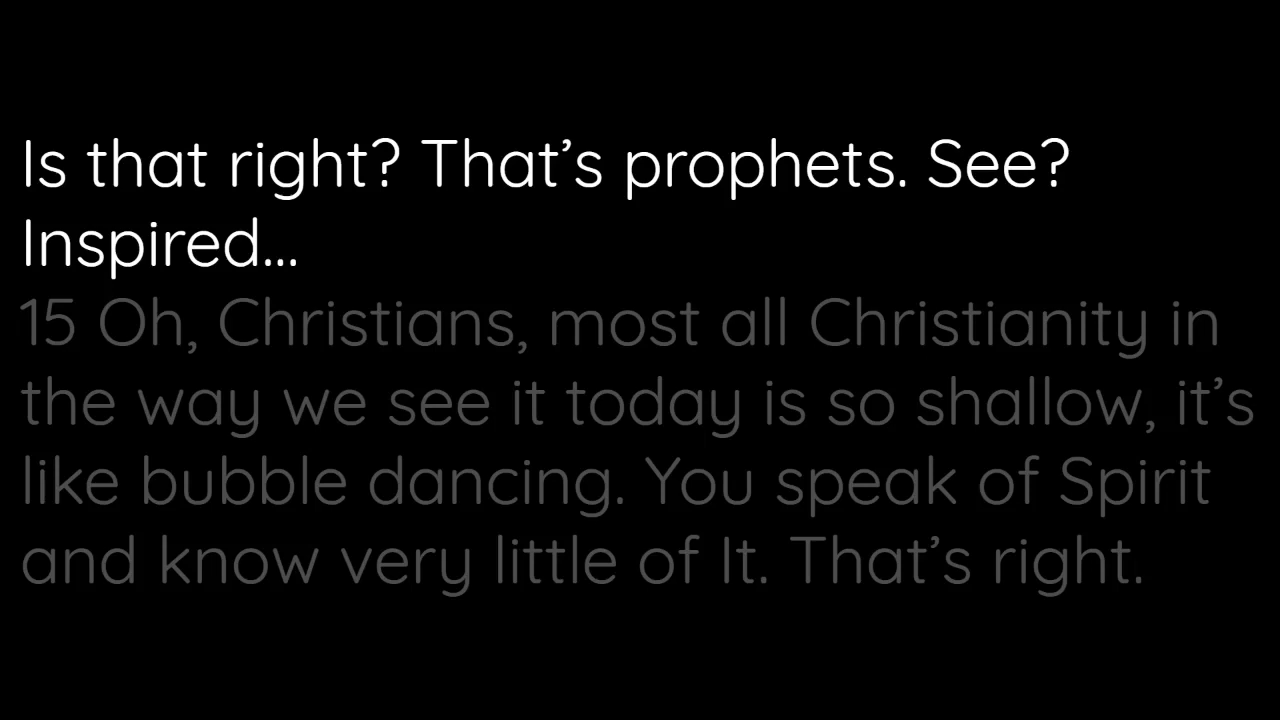 Is that right? That’s prophets. See?
Inspired...
15 Oh, Christians, most all Christianity in
the way we see it today is so shallow, it’s
like bubble dancing. You speak of Spirit
and know very little of It. That’s right.